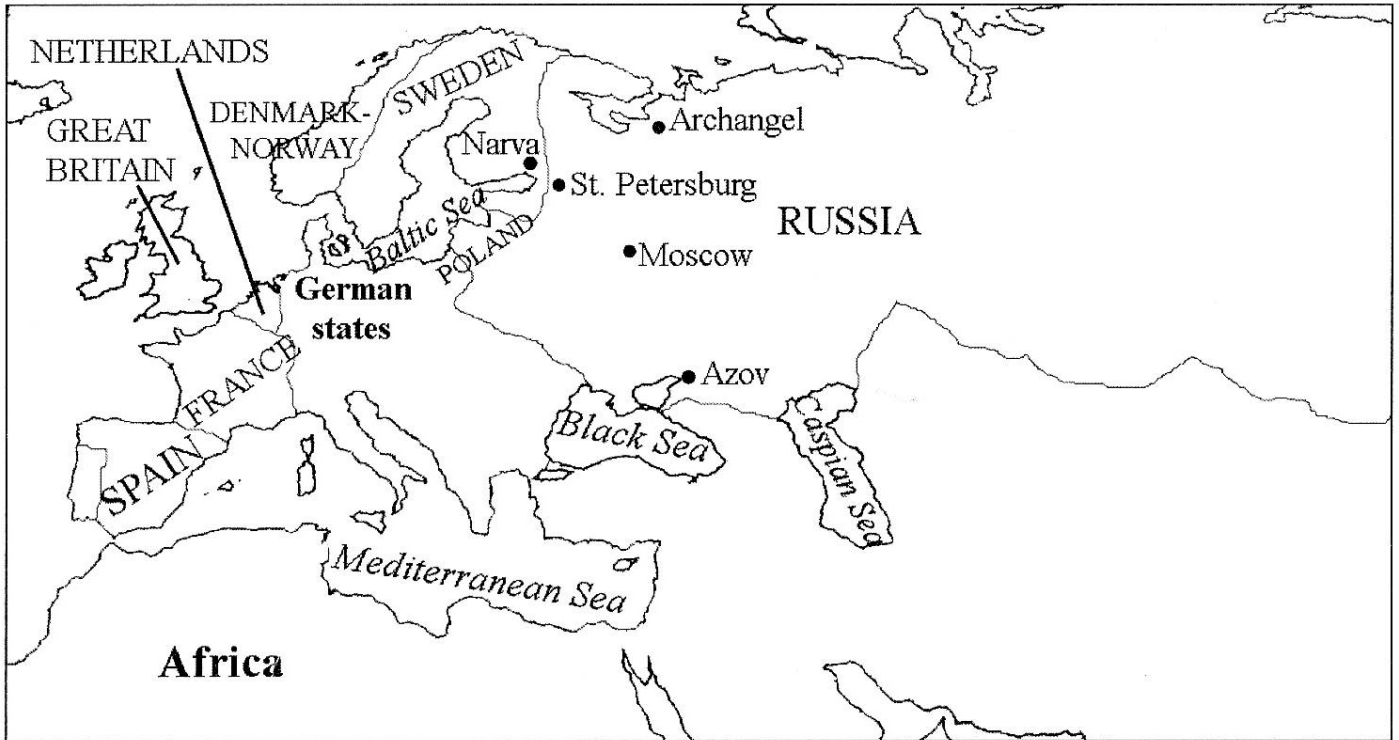 NETHERLANDS
GREAT
BRITAIN
DENMARK-
NORWAY
SWEDEN
Archangel
Narva
St. Petersburg
Baltic Sea
POLAND
RUSSIA
Moscow
German
states
FRANCE
Azov
SPAIN
Black Sea
Caspian Sea
Mediterranean Sea
Africa